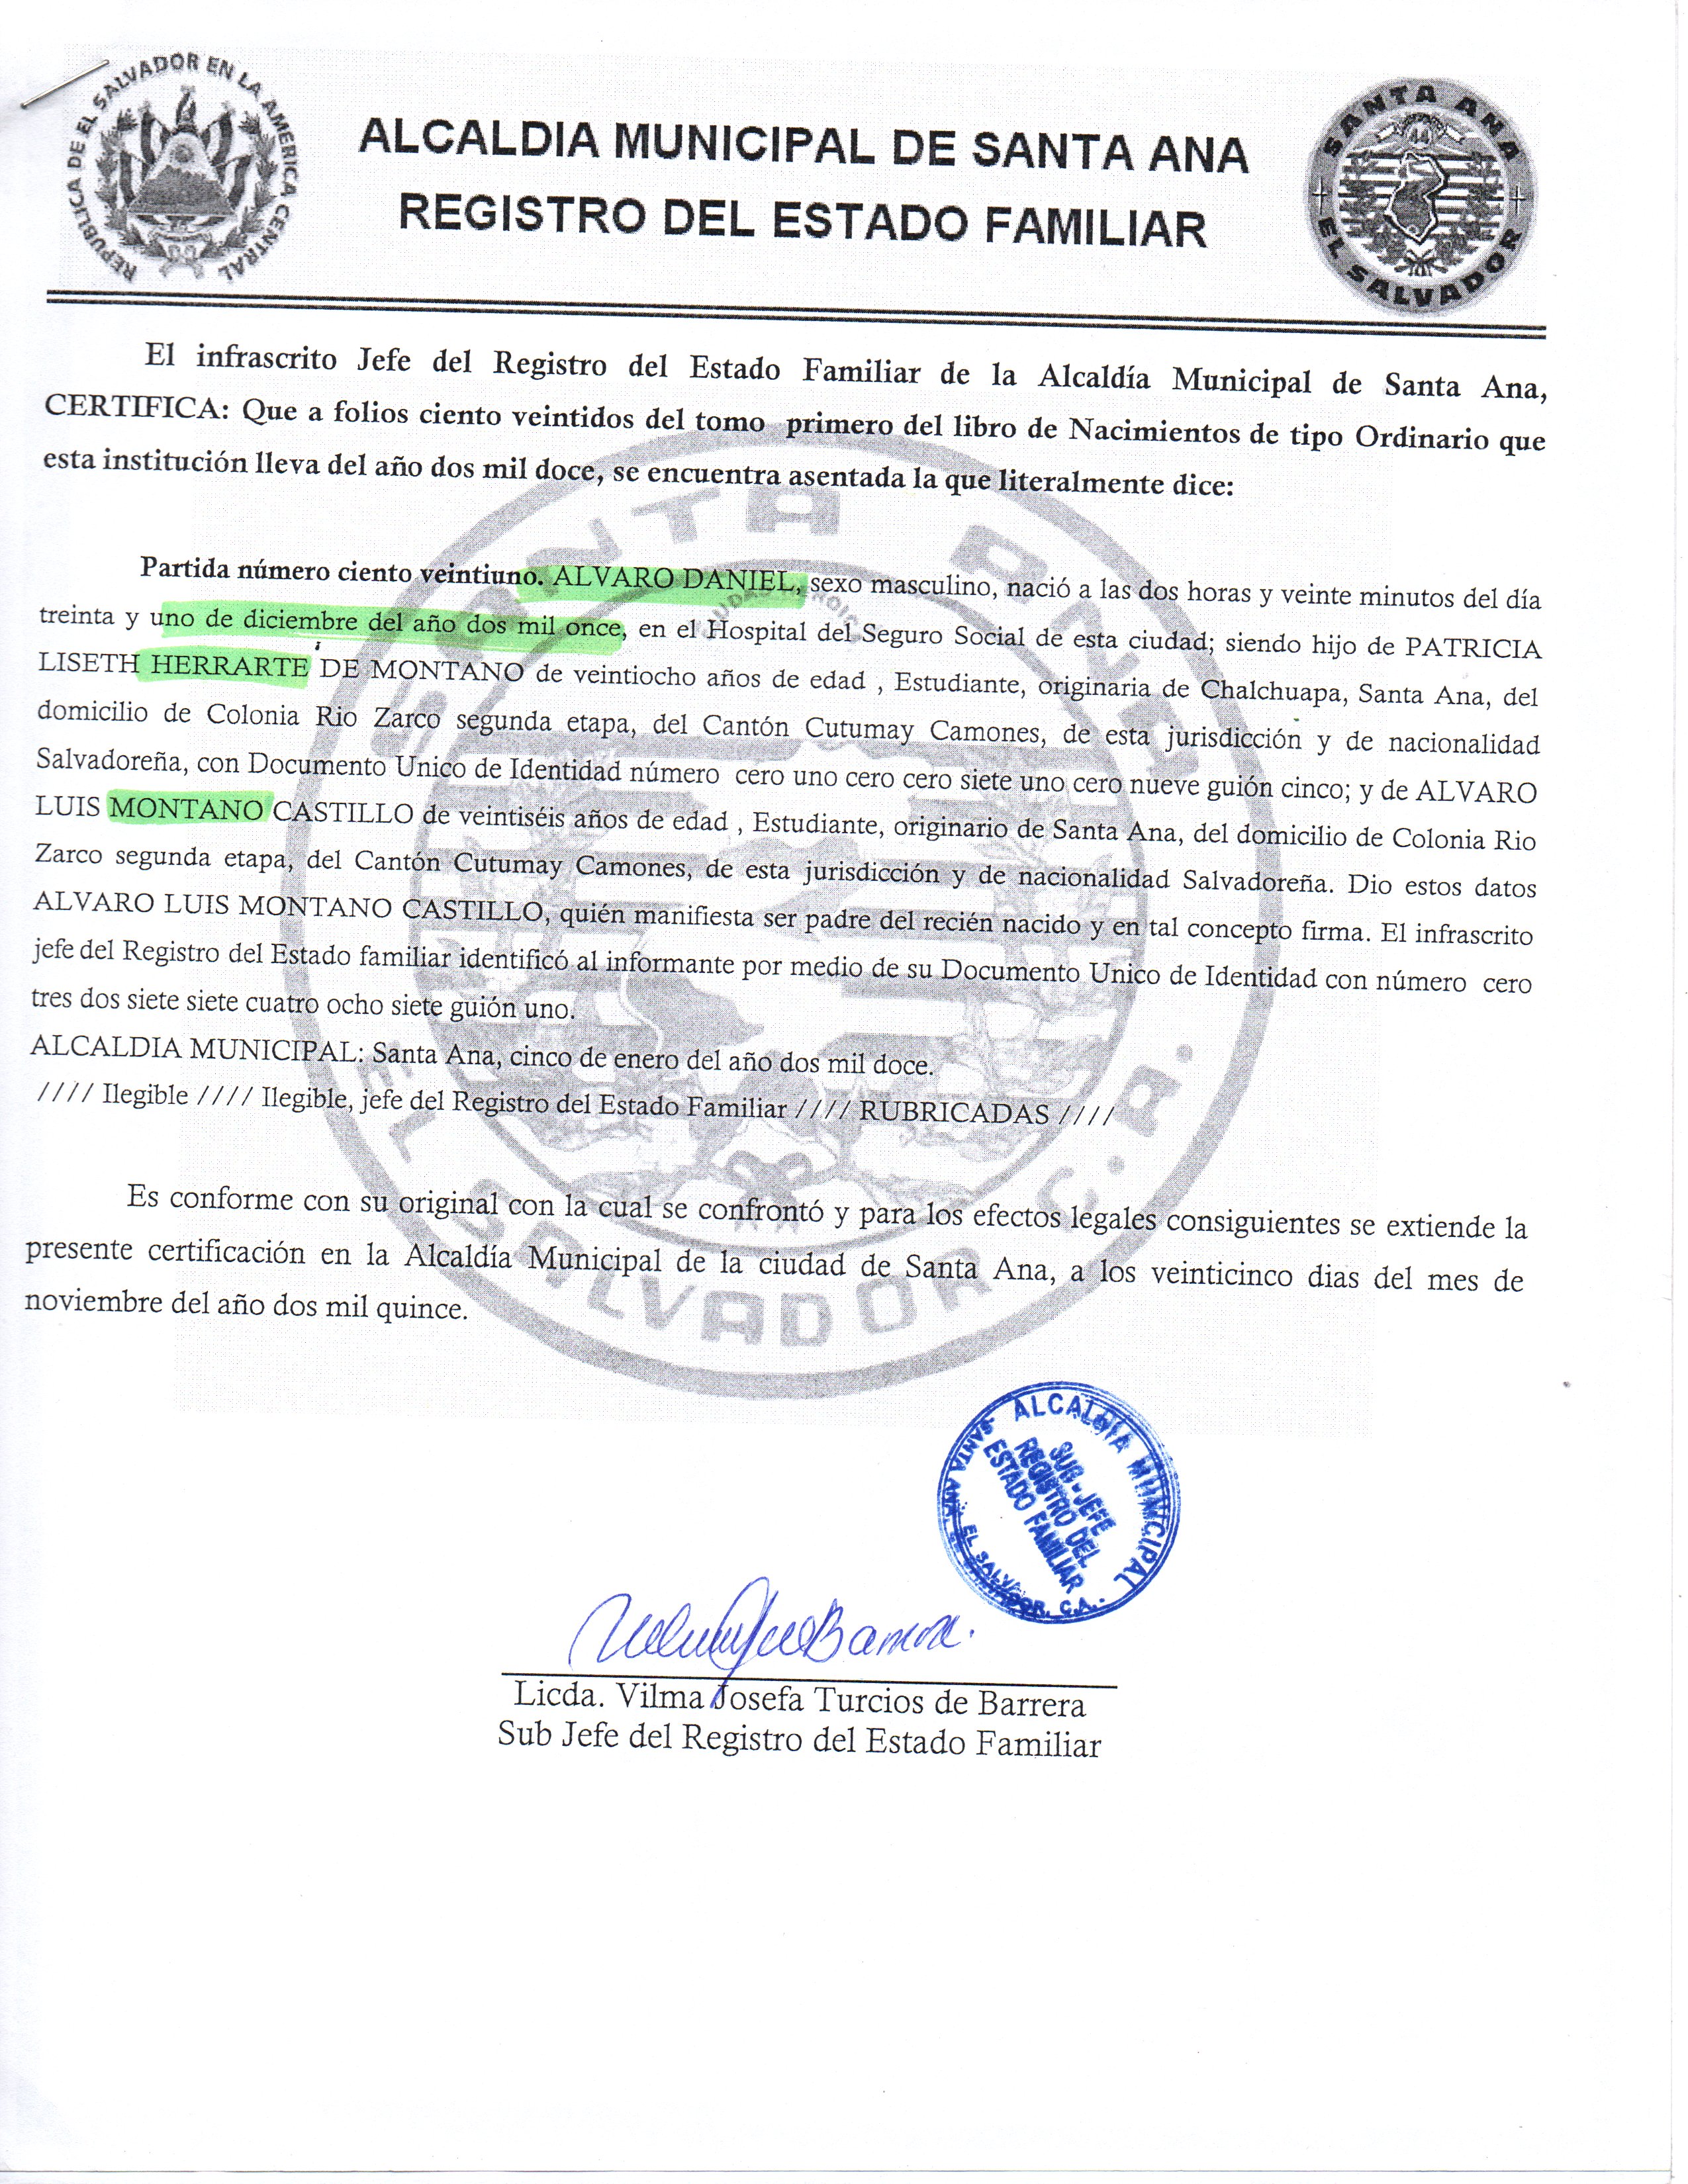 REPUBLICA DE EL SALVADOR EN LA AMERICA CENTRAL
SANTA ANA
EL SALVADOR
ALCALDIA MUNICIPAL DE SANTA ANA
REGISTRO DEL ESTADO FAMILIAR
El infrascrito Jefe del Registro del Estado Familiar de la Alcaldía Municipal de Santa Ana,
CERTIFICA: Que a folios ciento veintidos del tomo primero del libro de Nacimientos de tipo Ordinario que
esta institución lleva del año dos mil doce, se encuentra asentada la que literalmente dice:
Partida número ciento veintiuno. ALVARO DANIEL, sexo masculino, nació a las dos horas y veinte minutos del día
treinta y uno de diciembre del año dos mil once, en el Hospital del Seguro Social de esta ciudad; siendo hijo de PATRICIA
LISETH HERRARTE DE MONTANO de veintiocho años de edad , Estudiante, originaria de Chalchuapa, Santa Ana, del
domicilio de Colonia Rio Zarco segunda etapa, del Cantón Cutumay Camones, de esta jurisdicción y de nacionalidad
Salvadoreña, con Documento Unico de Identidad número cero uno cero cero siete uno cero nueve guión cinco; y de ALVARO
LUIS MONTANO CASTILLO de veintiséis años de edad , Estudiante, originario de Santa Ana, del domicilio de Colonia Rio
Zarco segunda etapa, del Cantón Cutumay Camones, de esta jurisdicción y de nacionalidad Salvadoreña. Dio estos datos
ALVARO LUIS MONTANO CASTILLO, quién manifiesta ser padre del recién nacido y en tal concepto firma. El infrascrito
jefe del Registro del Estado familiar identificó al informante por medio de su Documento Unico de Identidad con número cero
tres dos siete siete cuatro ocho siete guión uno.
ALCALDIA MUNICIPAL: Santa Ana, cinco de enero del año dos mil doce.
//// Ilegible //// Ilegible, jefe del Registro del Estado Familiar //// RUBRICADAS ////
Es conforme con su original con la cual se confrontó y para los efectos legales consiguientes se extiende la
presente certificación en la Alcaldía Municipal de la ciudad de Santa Ana, a los veinticinco dias del mes de
noviembre del año dos mil quince.
SANTA ANA
EL SALVADOR C.A.
ALCALDIA MUNICIPAL
SUB-JEFE
REGISTRO DEL
ESTADO FAMILIAR
SANTA ANA, EL SALVADOR, C.A.
Licda. Vilma Josefa Turcios de Barrera
Sub Jefe del Registro del Estado Familiar